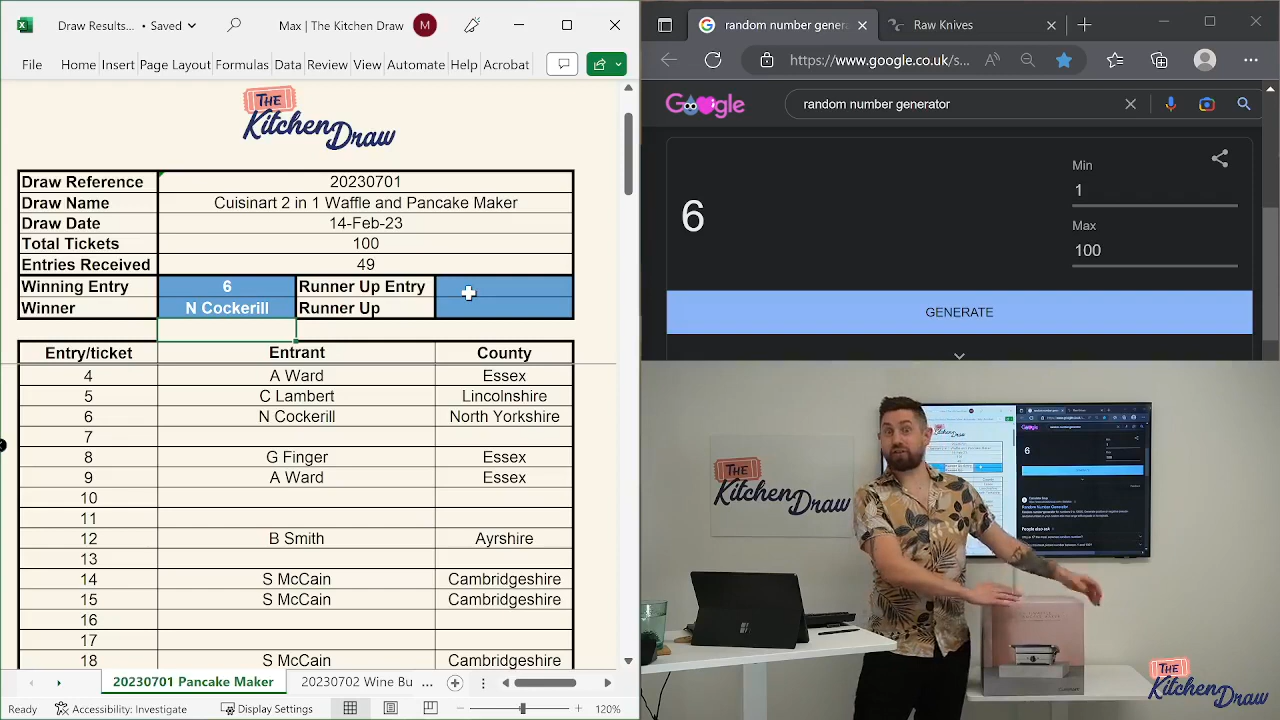 Draw Results... • Saved
Max | The Kitchen Draw
M
File Home Insert Page Layout Formulas Data Review View Automate Help Acrobat
THE
Kitchen Draw
Draw Reference 20230701
Draw Name Cuisinart 2 in 1 Waffle and Pancake Maker
Draw Date 14-Feb-23
Total Tickets 100
Entries Received 49
Winning Entry 6 Runner Up Entry
Winner N Cockerill Runner Up
Entry/ticket Entrant County
4 A Ward Essex
5 C Lambert Lincolnshire
6 N Cockerill North Yorkshire
7
8 G Finger Essex
9 A Ward Essex
10
11
12 B Smith Ayrshire
13
14 S McCain Cambridgeshire
15 S McCain Cambridgeshire
16
17
18 S McCain Cambridgeshire
20230701 Pancake Maker 20230702 Wine Bu ...
Ready Accessibility: Investigate Display Settings 120%
random number genera
Raw Knives
https://www.google.co.uk/s...
Google
random number generator
6
Min
1
Max
100
GENERATE
THE
Kitchen Draw
6
THE
Kitchen Draw